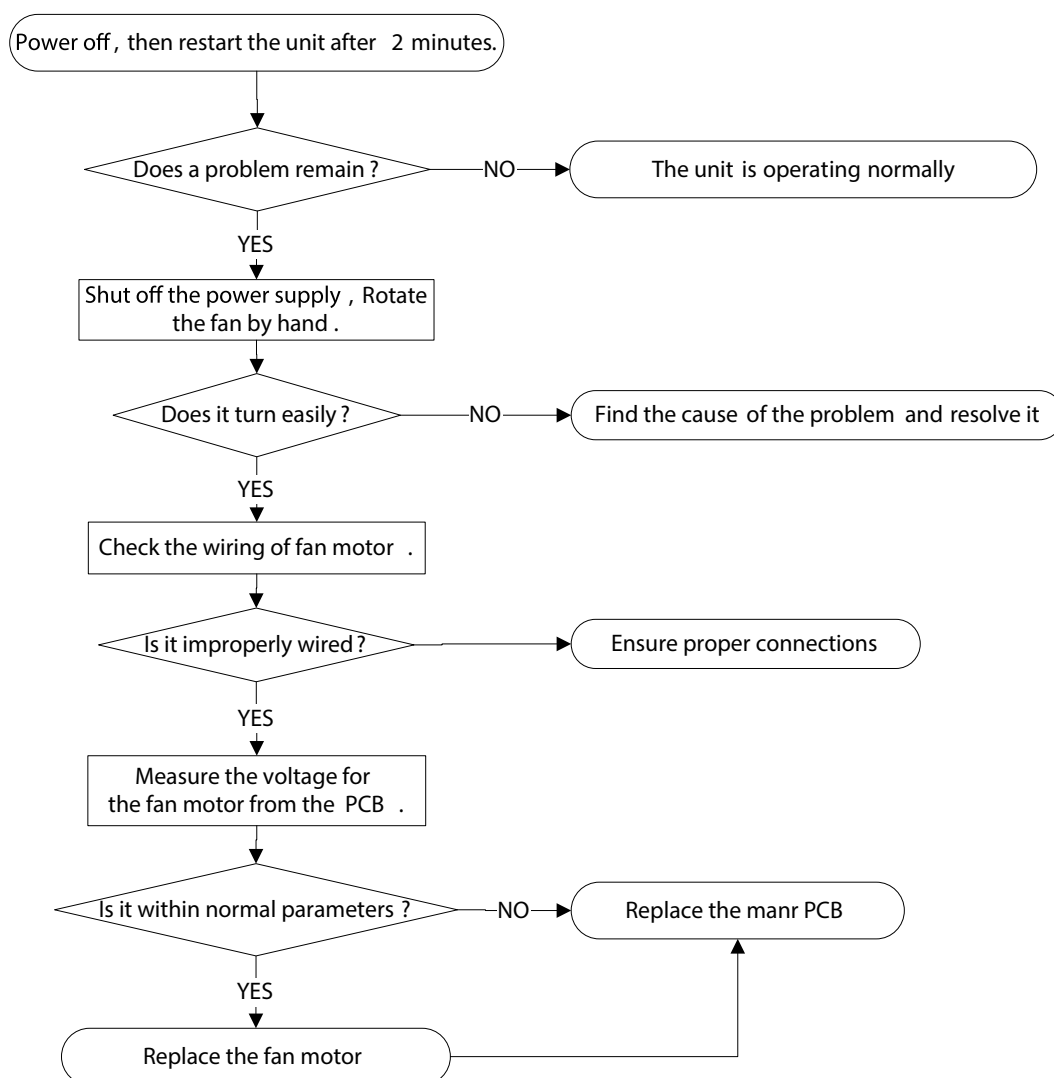 Power off, then restart the unit after 2 minutes.
Does a problem remain?
NO
The unit is operating normally
YES
Shut off the power supply, Rotate
the fan by hand.
Does it turn easily?
NO
Find the cause of the problem and resolve it
YES
Check the wiring of fan motor.
Is it improperly wired?
Ensure proper connections
YES
Measure the voltage for
the fan motor from the PCB.
Is it within normal parameters?
NO
Replace the manr PCB
YES
Replace the fan motor